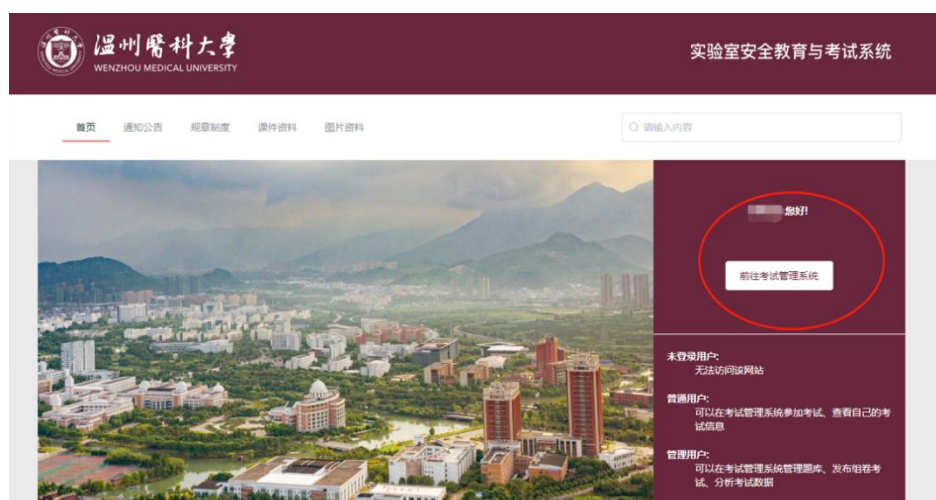 温州醫科大學
WENZHOU MEDICAL UNIVERSITY
实验室安全教育与考试系统
首页 通知公告 规章制度 课件资料 图片资料
请输入内容
您好!
前往考试管理系统
未登录用户:
无法访问该网站
普通用户:
可以在考试管理系统参加考试、查看自己的考
试信息
管理用户:
可以在考试管理系统管理题库、发布组卷考
试、分析考试数据